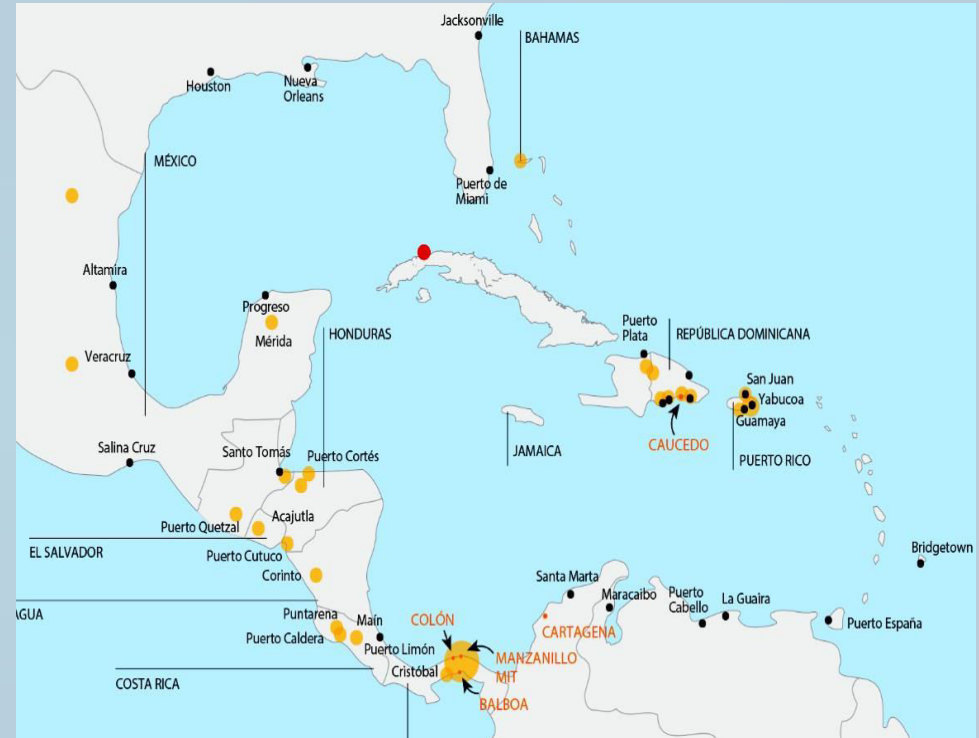 Jacksonville
BAHAMAS
Houston
Nueva
Orleans
MÉXICO
Puerto de
Miami
Altamira
Progreso
Mérida
HONDURAS
Puerto
Plata
REPÚBLICA DOMINICANA
Veracruz
San Juan
Yabucoa
Guamaya
CAUCEDO
JAMAICA
PUERTO RICO
Salina Cruz
Santo Tomás
Puerto Cortés
Puerto Quetzal
Acajutla
EL SALVADOR
Puerto Cutuco
Corinto
Bridgetown
Santa Marta
Maracaibo
Puerto
Cabello
La Guaira
AGUA
Puntarena
Maín
COLÓN
CARTAGENA
Puerto España
Puerto Caldera
Puerto Limón
MANZANILLO
MIT
Cristóbal
COSTA RICA
BALBOA